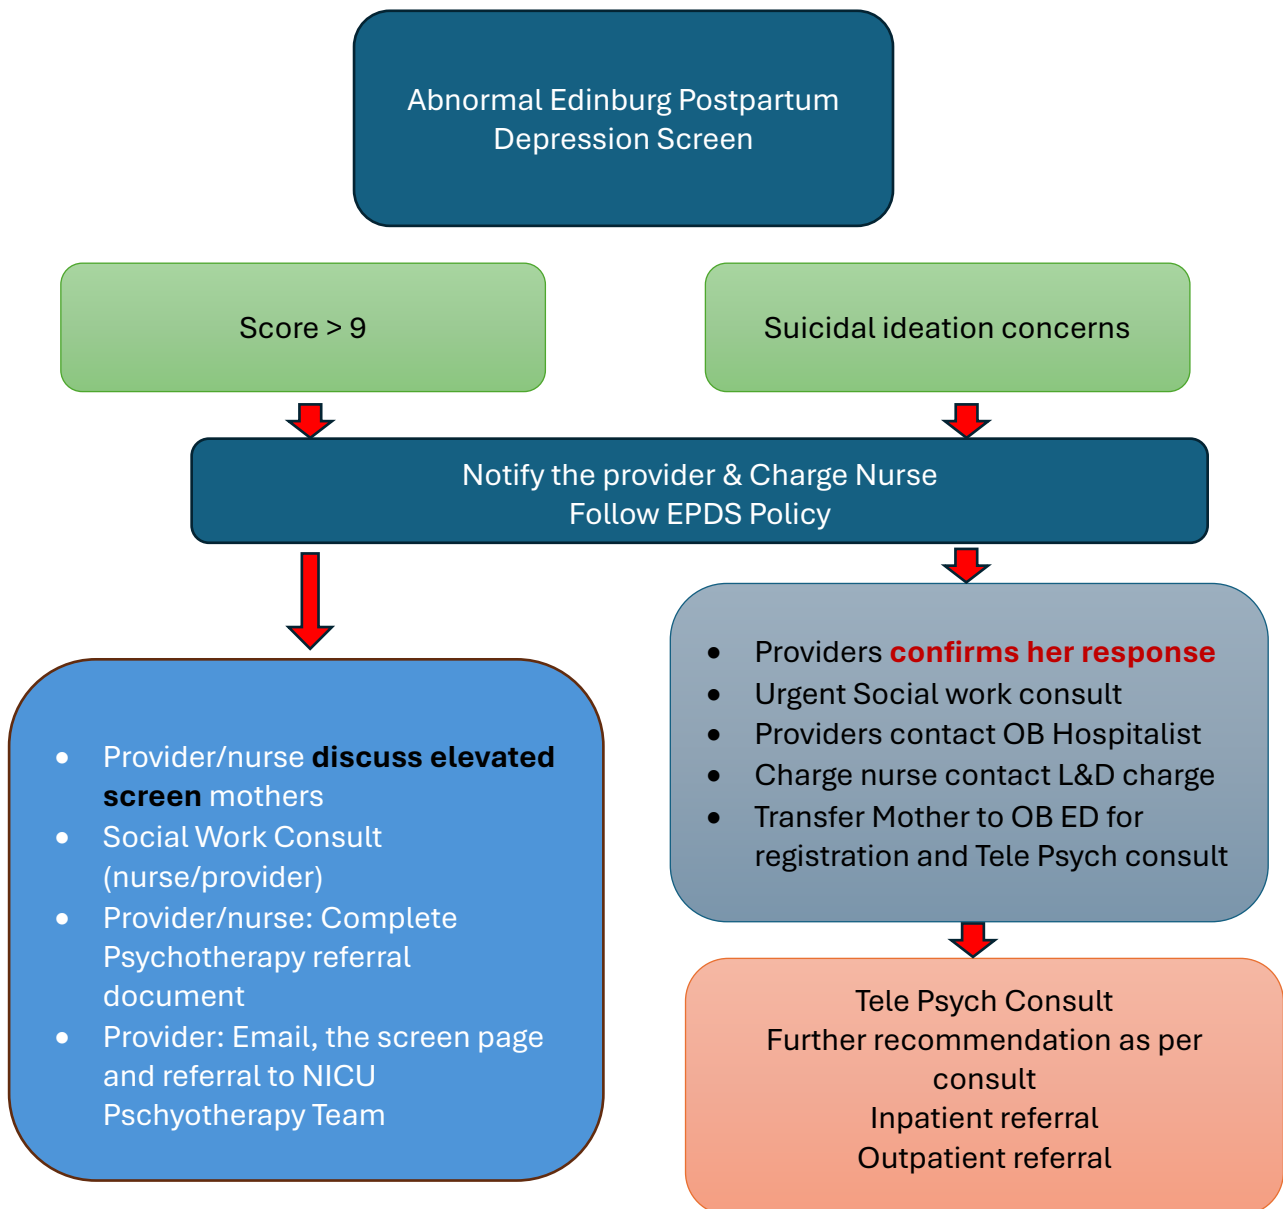 Abnormal Edinburg Postpartum
Depression Screen
Score > 9
Suicidal ideation concerns
Notify the provider & Charge Nurse
Follow EPDS Policy
• Provider/nurse discuss elevated
screen mothers
• Social Work Consult
(nurse/provider)
• Provider/nurse: Complete
Psychotherapy referral
document
• Provider: Email, the screen page
and referral to NICU
Pschyotherapy Team
• Providers confirms her response
• Urgent Social work consult
• Providers contact OB Hospitalist
• Charge nurse contact L&D charge
• Transfer Mother to OB ED for
registration and Tele Psych consult
Tele Psych Consult
Further recommendation as per
consult
Inpatient referral
Outpatient referral